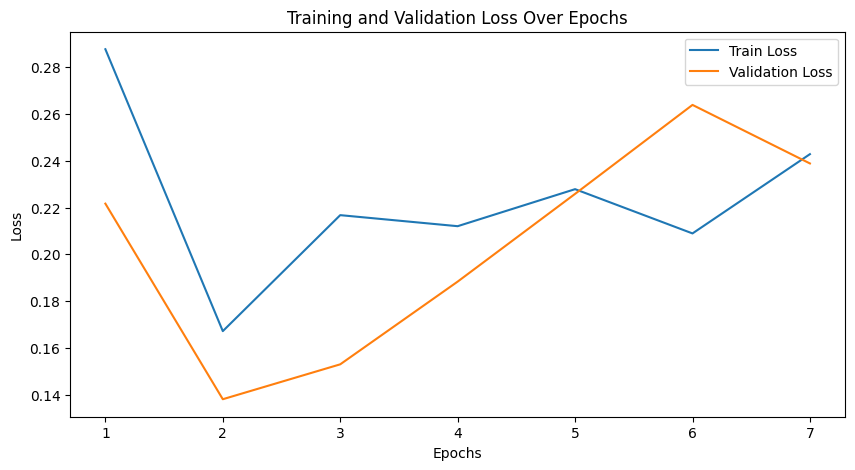 Training and Validation Loss Over Epochs
Train Loss
Validation Loss
0.28
0.26
0.24
0.22
0.20
0.18
0.16
0.14
Loss
1 2 3 4 5 6 7
Epochs